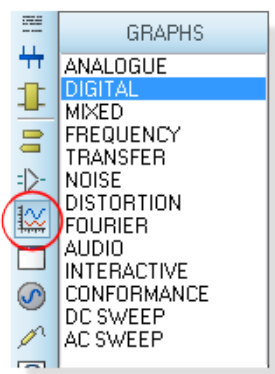 GRAPHS
ANALOGUE
DIGITAL
MIXED
FREQUENCY
TRANSFER
NOISE
DISTORTION
FOURIER
AUDIO
INTERACTIVE
CONFORMANCE
DC SWEEP
AC SWEEP